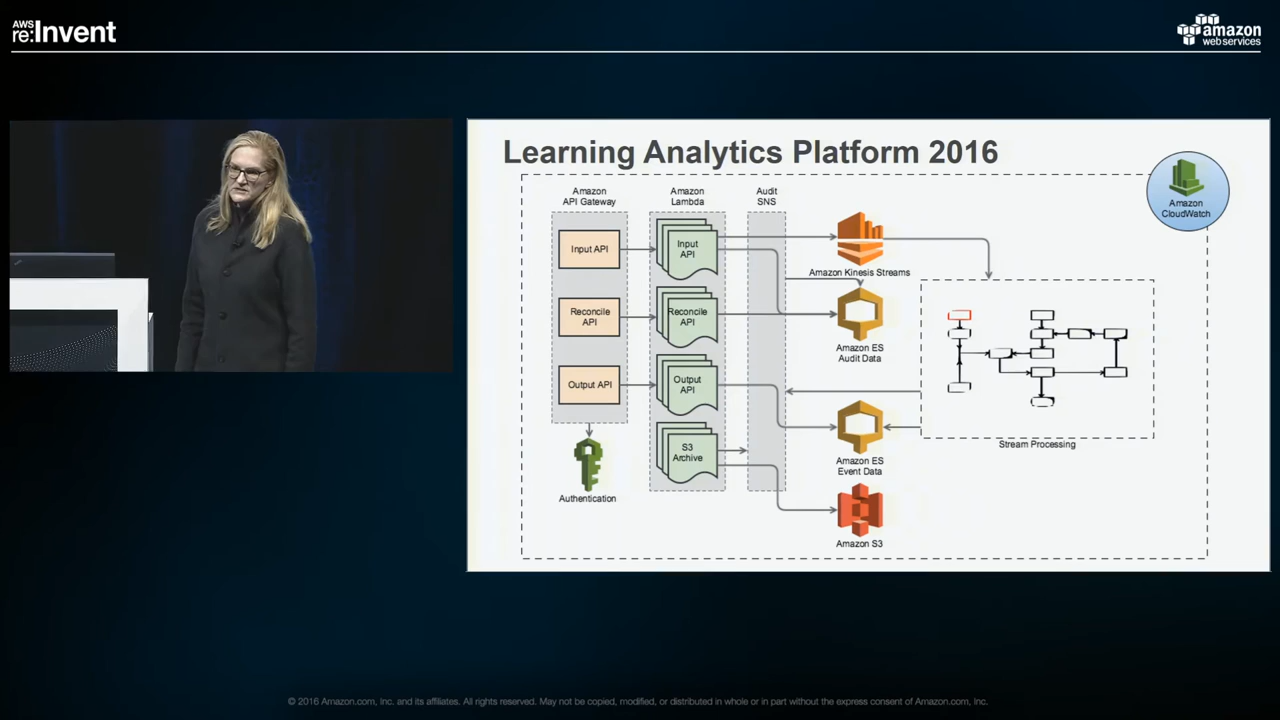 AWS
re:Invent
amazon
web services
Learning Analytics Platform 2016
Amazon
API Gateway
Amazon
Lambda
Audit
SNS
Amazon
CloudWatch
Input API
Input
API
Amazon Kinesis Streams
Reconcile
API
Reconcile
API
Amazon ES
Audit Data
Output API
Output
API
Stream Processing
S3
Archive
Amazon ES
Event Data
Authentication
Amazon S3
© 2016 Amazon.com, Inc. and its affiliates. All rights reserved. May not be copied, modified, or distributed in whole or in part without the express consent of Amazon.com, Inc.